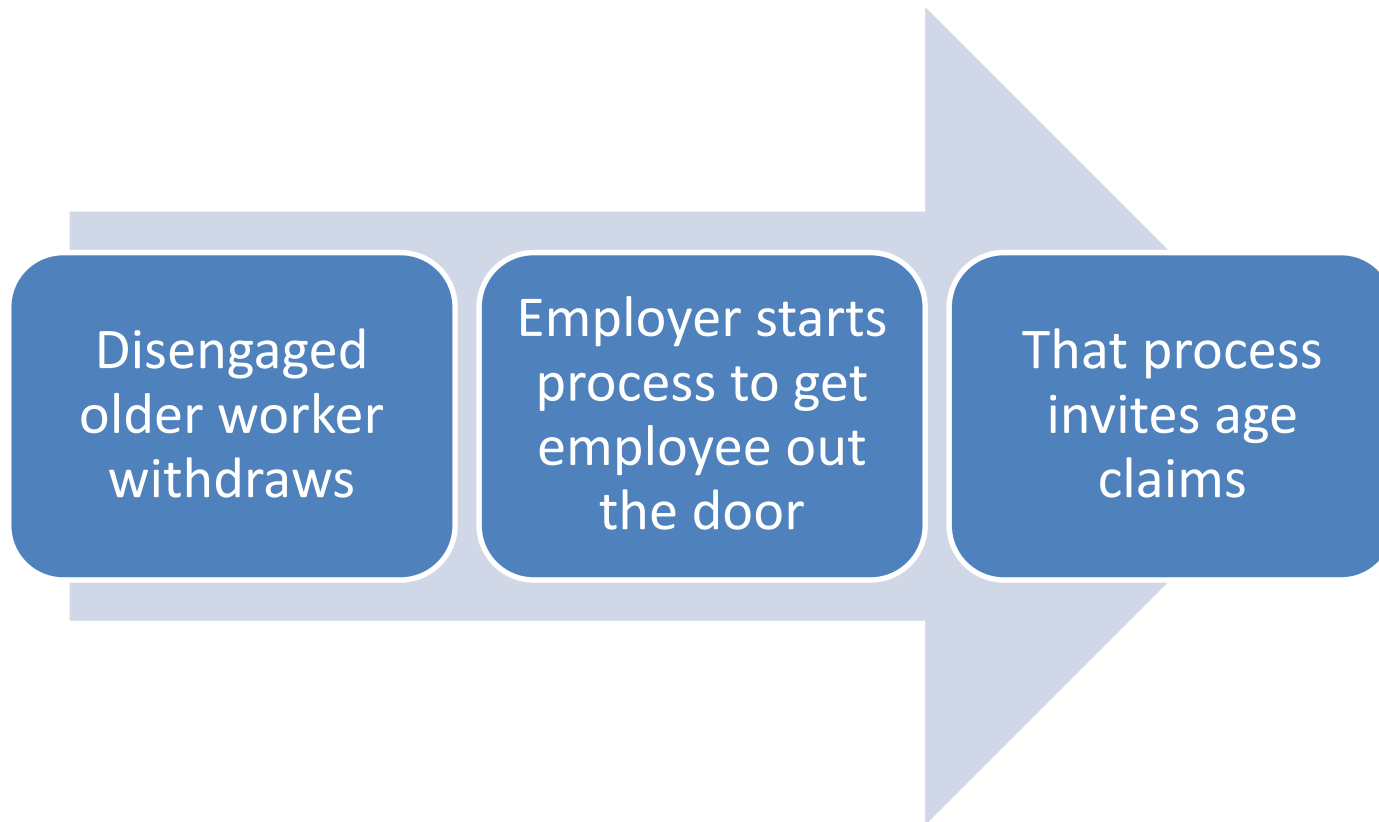 Disengaged
older worker
withdraws
Employer starts
process to get
employee out
the door
That process
invites age
claims